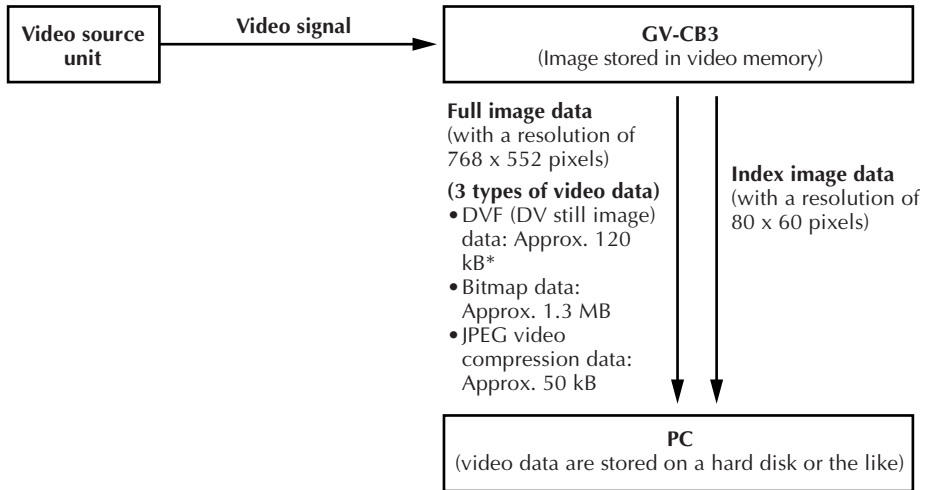 Video source
unit
Video signal
GV-CB3
(Image stored in video memory)
Full image data
(with a resolution of
768 x 552 pixels)
(3 types of video data)
•DVF (DV still image)
data: Approx. 120
kB*
•Bitmap data:
Approx. 1.3 MB
•JPEG video
compression data:
Approx. 50 kB
Index image data
(with a resolution of
80 x 60 pixels)
PC
(video data are stored on a hard disk or the like)